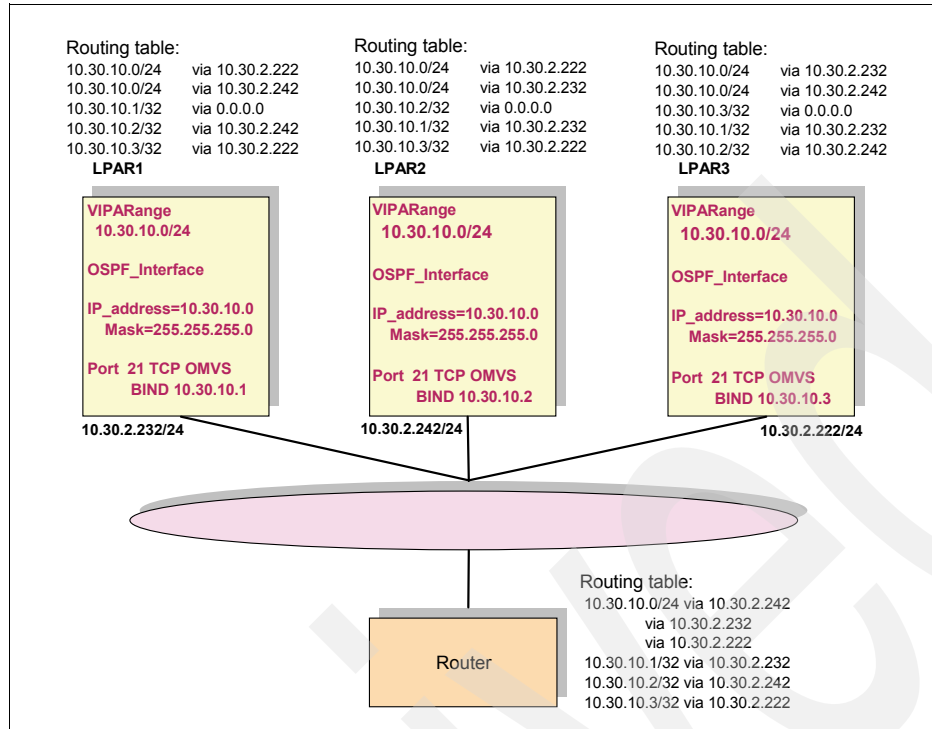 Routing table:
10.30.10.0/24 via 10.30.2.222
10.30.10.0/24 via 10.30.2.242
10.30.10.1/32 via 0.0.0.0
10.30.10.2/32 via 10.30.2.242
10.30.10.3/32 via 10.30.2.222
LPAR1
VIPARange
10.30.10.0/24
OSPF_Interface
IP_address=10.30.10.0
Mask=255.255.255.0
Port 21 TCP OMVS
BIND 10.30.10.1
10.30.2.232/24
Routing table:
10.30.10.0/24 via 10.30.2.222
10.30.10.0/24 via 10.30.2.232
10.30.10.2/32 via 0.0.0.0
10.30.10.1/32 via 10.30.2.232
10.30.10.3/32 via 10.30.2.222
LPAR2
VIPARange
10.30.10.0/24
OSPF_Interface
IP_address=10.30.10.0
Mask=255.255.255.0
Port 21 TCP OMVS
BIND 10.30.10.2
10.30.2.242/24
Routing table:
10.30.10.0/24 via 10.30.2.232
10.30.10.0/24 via 10.30.2.242
10.30.10.3/32 via 0.0.0.0
10.30.10.1/32 via 10.30.2.232
10.30.10.2/32 via 10.30.2.242
LPAR3
VIPARange
10.30.10.0/24
OSPF_Interface
IP_address=10.30.10.0
Mask=255.255.255.0
Port 21 TCP OMVS
BIND 10.30.10.3
10.30.2.222/24
Router
Routing table:
10.30.10.0/24 via 10.30.2.242
via 10.30.2.232
via 10.30.2.222
10.30.10.1/32 via 10.30.2.232
10.30.10.2/32 via 10.30.2.242
10.30.10.3/32 via 10.30.2.222